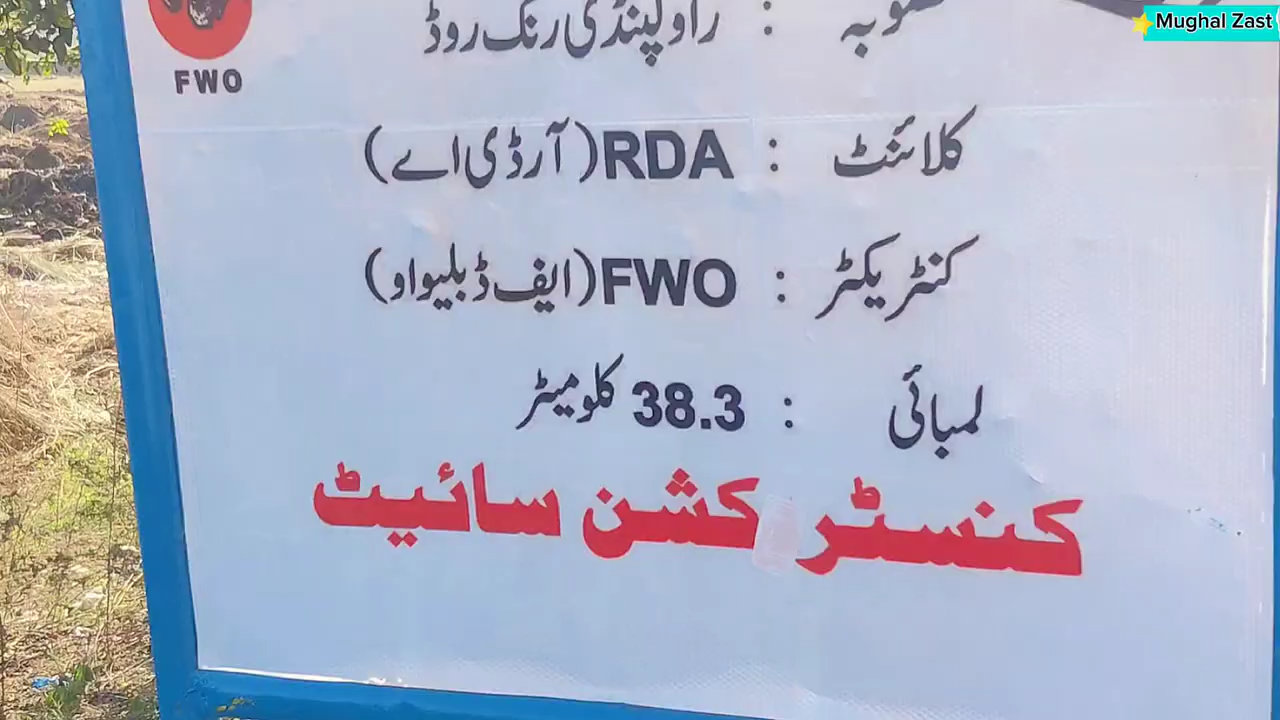 Mughal Zast
FWO
راولپنڈی رنگ روڈ
کلائنٹ : RDA (آر ڈی اے)
کنٹریکٹر : FWO (ایف ڈبلیو او)
لمبائی : 38.3 کلومیٹر
کنسٹرکشن سائیٹ